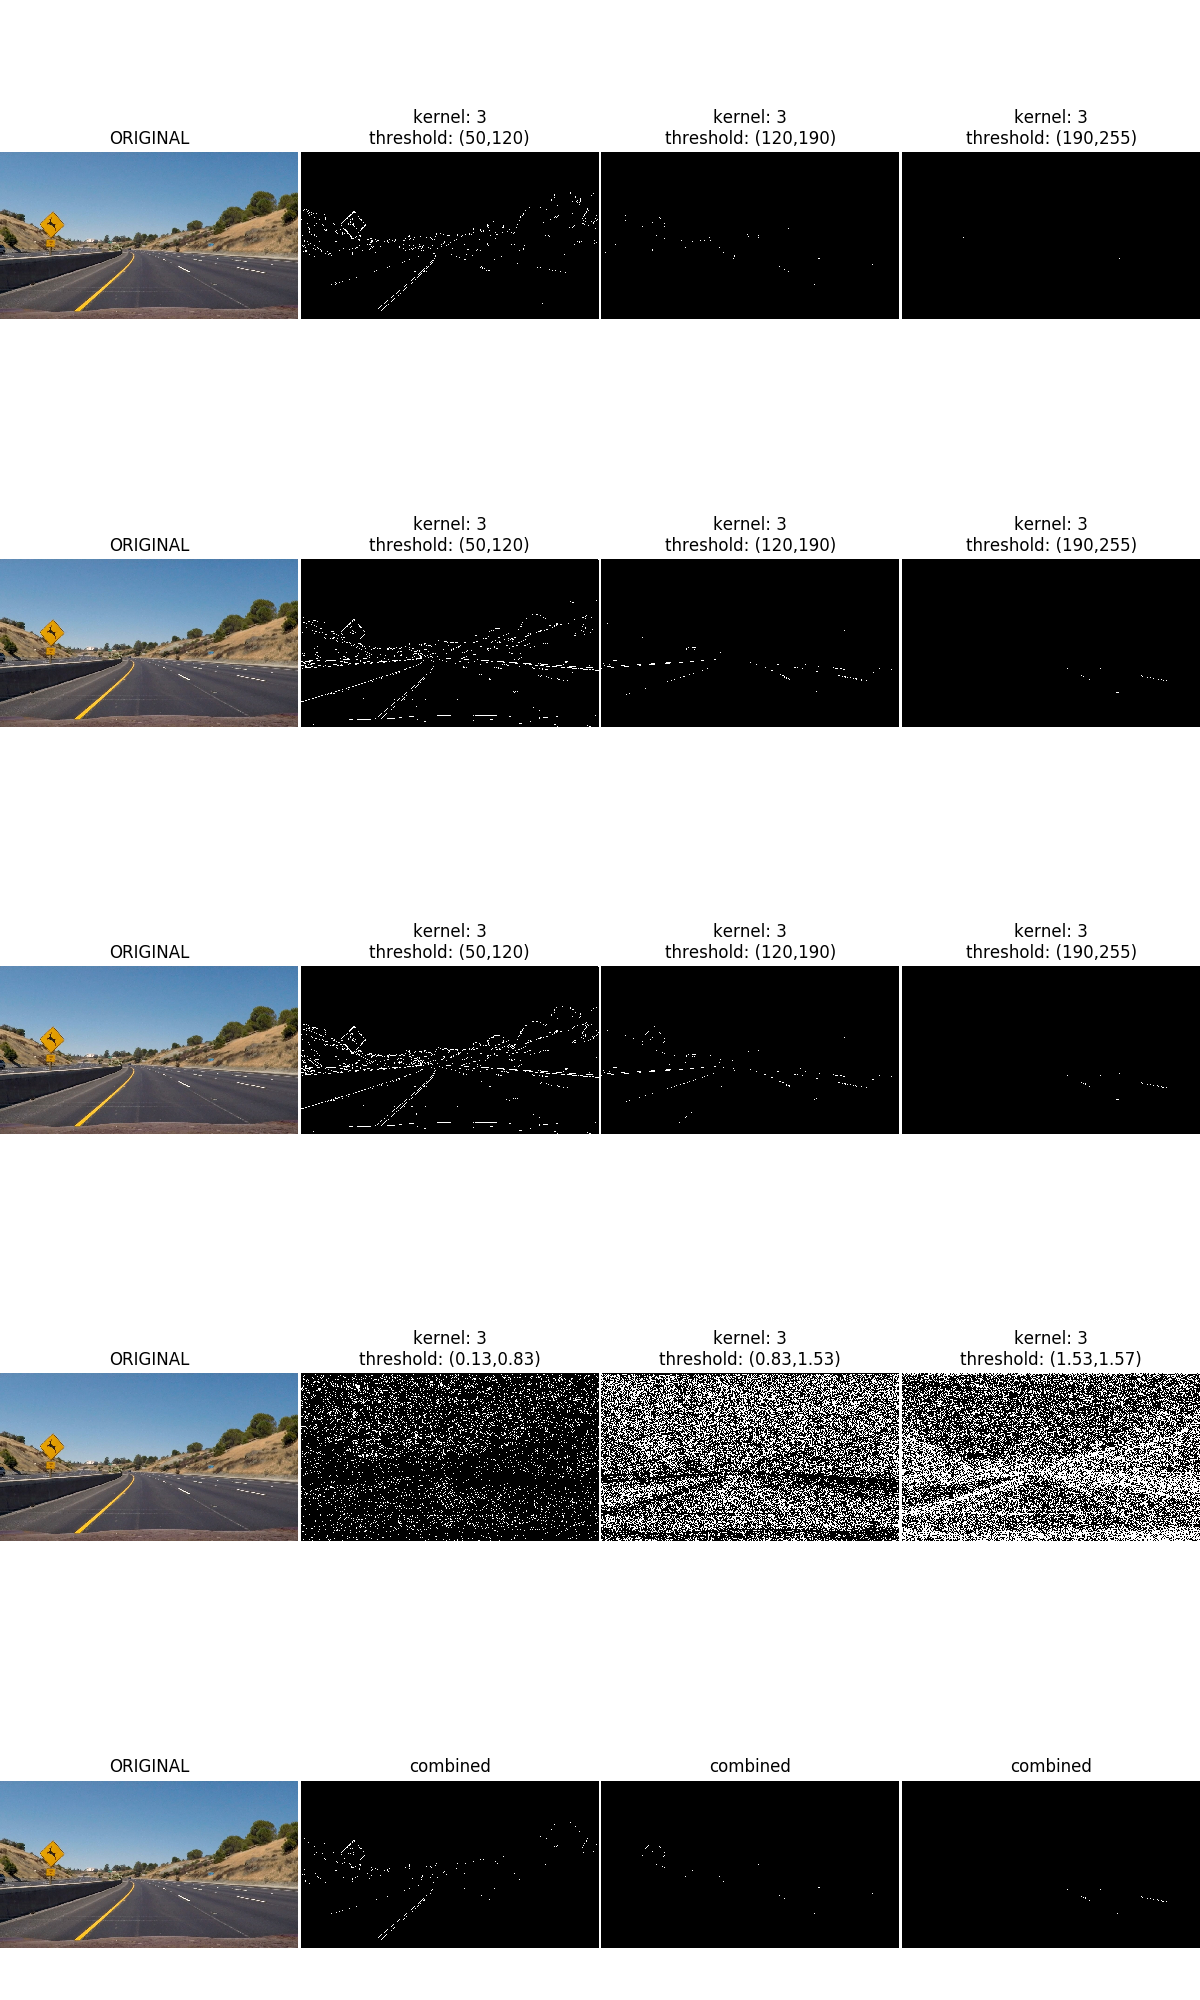 ORIGINAL
kernel: 3
threshold: (50,120)
kernel: 3
threshold: (120,190)
kernel: 3
threshold: (190,255)
ORIGINAL
kernel: 3
threshold: (50,120)
kernel: 3
threshold: (120,190)
kernel: 3
threshold: (190,255)
ORIGINAL
kernel: 3
threshold: (50,120)
kernel: 3
threshold: (120,190)
kernel: 3
threshold: (190,255)
ORIGINAL
kernel: 3
threshold: (0.13,0.83)
kernel: 3
threshold: (0.83,1.53)
kernel: 3
threshold: (1.53,1.57)
ORIGINAL
combined
combined
combined